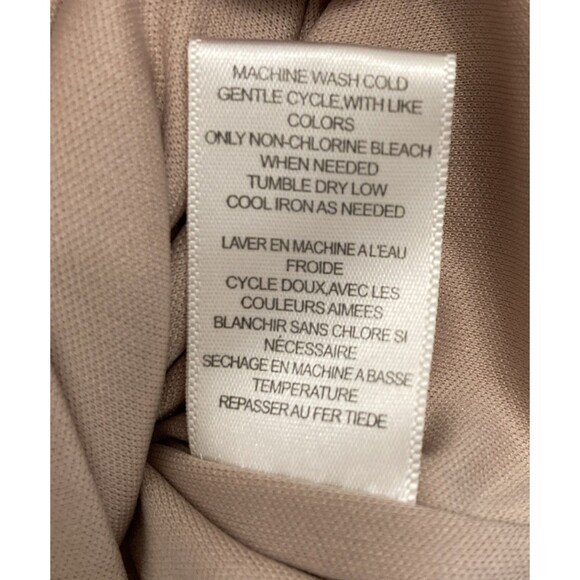 MACHINE WASH COLD
GENTLE CYCLE,WITH LIKE
COLORS
ONLY NON-CHLORINE BLEACH
WHEN NEEDED
TUMBLE DRY LOW
COOL IRON AS NEEDED
LAVER EN MACHINE A L'EAU
FROIDE
CYCLE DOUX,AVEC LES
COULEURS AIMEES
BLANCHIR SANS CHLORE SI
NÉCESSAIRE
SECHAGE EN MACHINE A BASSE
TEMPERATURE
REPASSER AU FER TIEDE